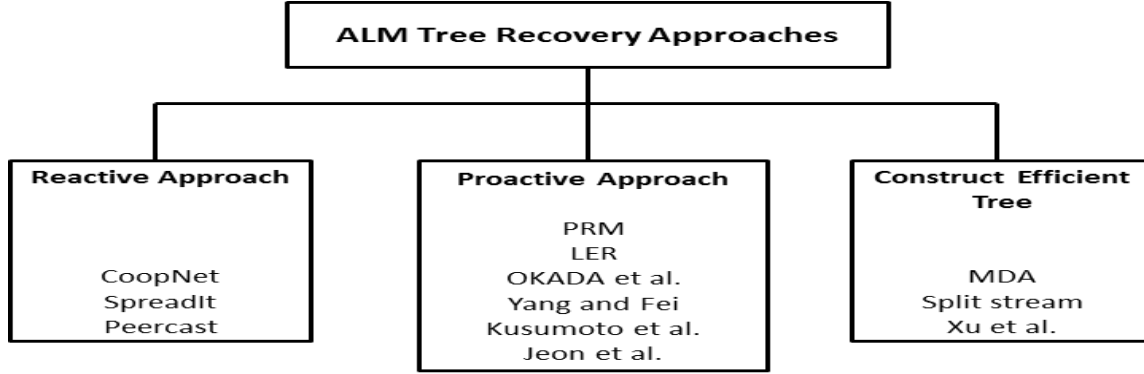 ALM Tree Recovery Approaches
Reactive Approach
CoopNet
SpreadIt
Peercast
Proactive Approach
PRM
LER
OKADA et al.
Yang and Fei
Kusumoto et al.
Jeon et al.
Construct Efficient
Tree
MDA
Split stream
Xu et al.